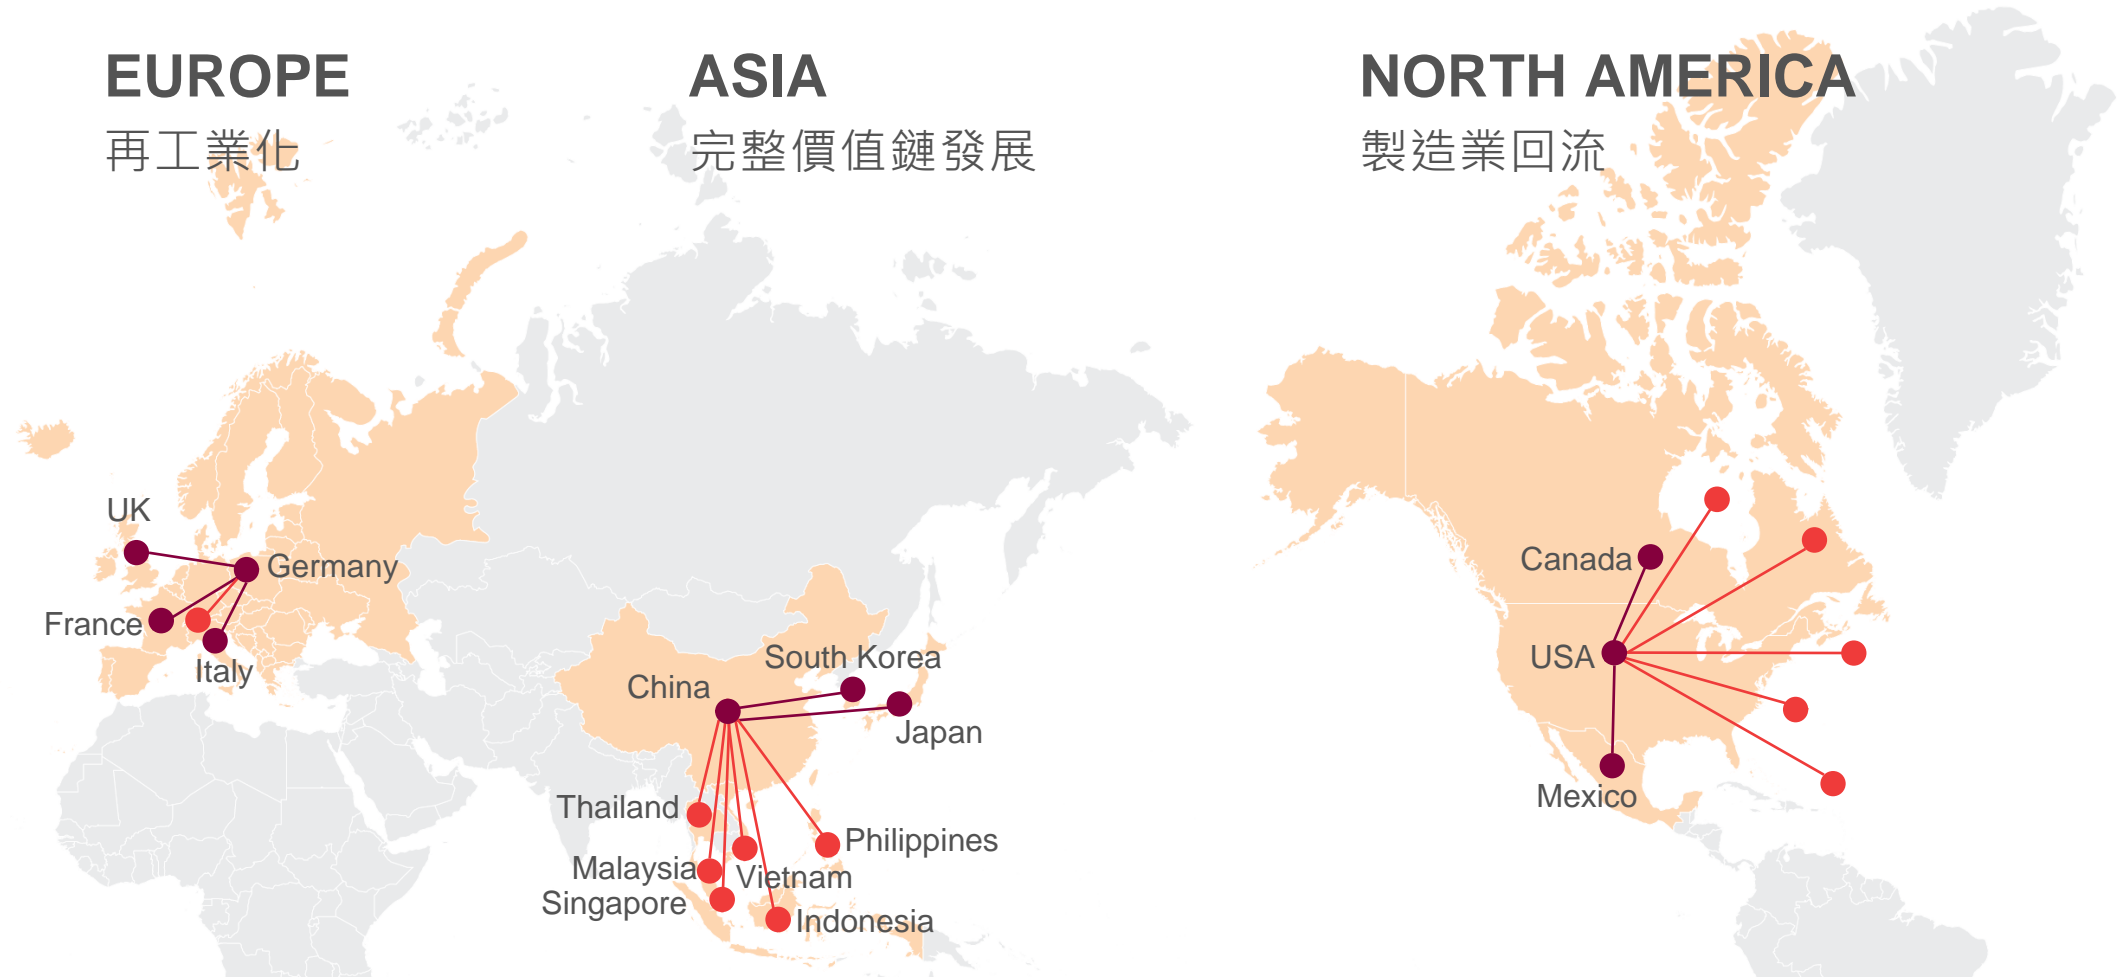 EUROPE
再工業化
ASIA
完整價值鏈發展
NORTH AMERICA
製造業回流
UK
Germany
France
Italy
South Korea
China
Japan
Thailand
Philippines
Malaysia
Vietnam
Singapore
Indonesia
Canada
USA
Mexico